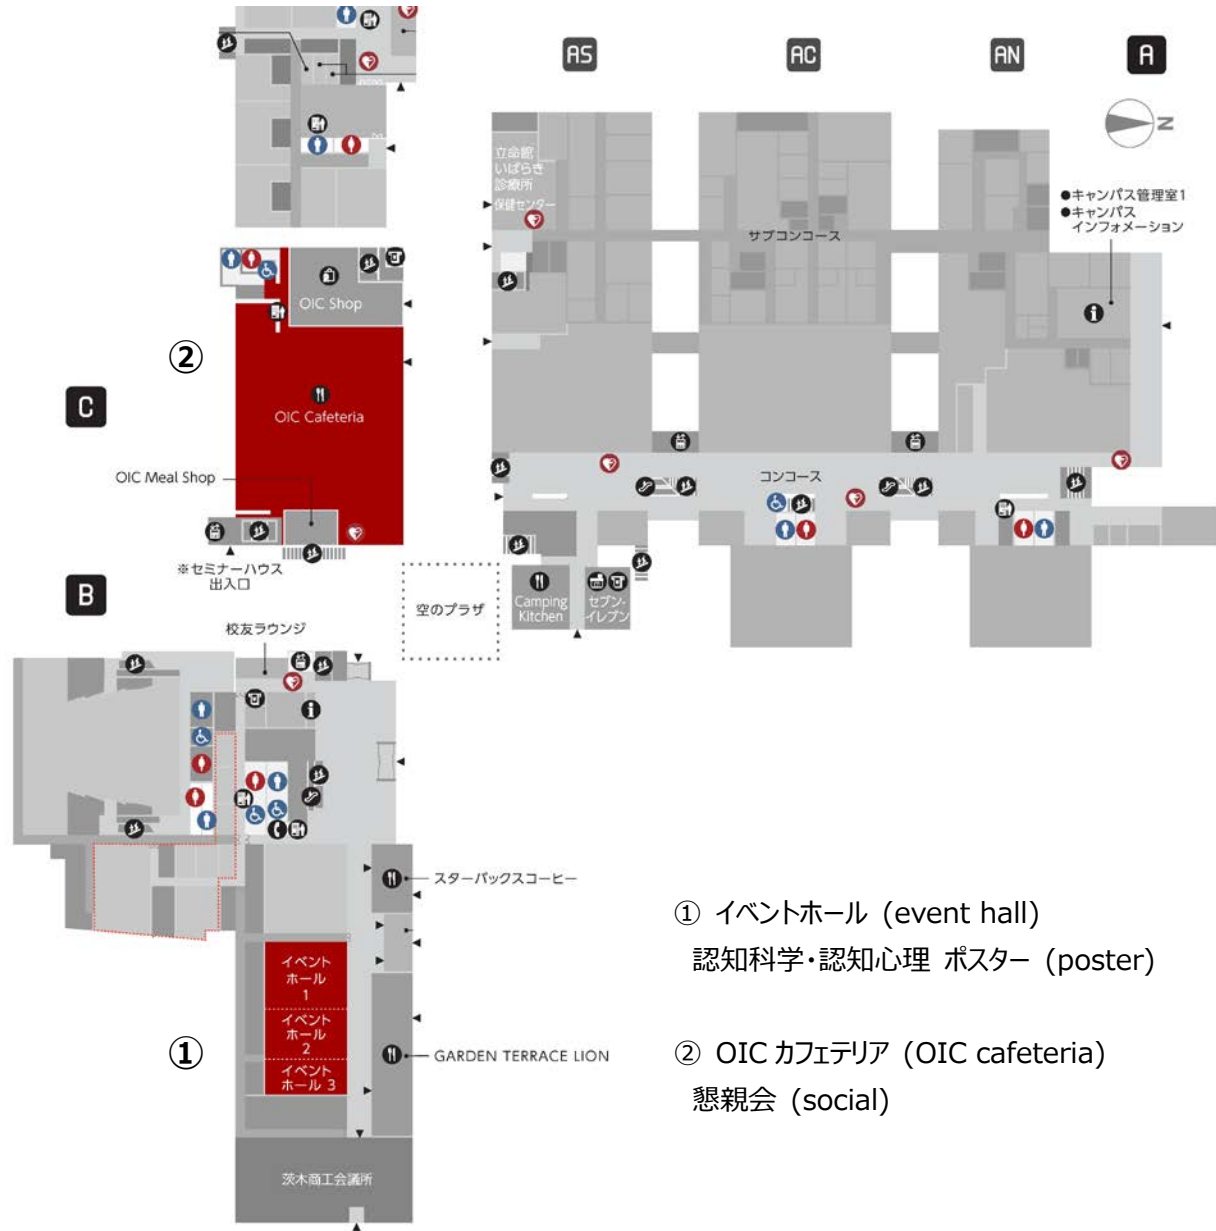 AS
AC
AN
A
N
立命館
いばらき
診療所
保健センター
●キャンパス管理室1
●キャンパス
インフォメーション
サブコンコース
OIC Shop
②
OIC Cafeteria
C
OIC Meal Shop
コンコース
※セミナーハウス
出入口
B
空のプラザ
Camping
Kitchen
セブン-
イレブン
校友ラウンジ
スターバックスコーヒー
イベント
ホール
1
イベント
ホール
2
イベント
ホール 3
①
GARDEN TERRACE LION
茨木商工会議所
① イベントホール (event hall)
認知科学・認知心理 ポスター (poster)
② OIC カフェテリア (OIC cafeteria)
懇親会 (social)